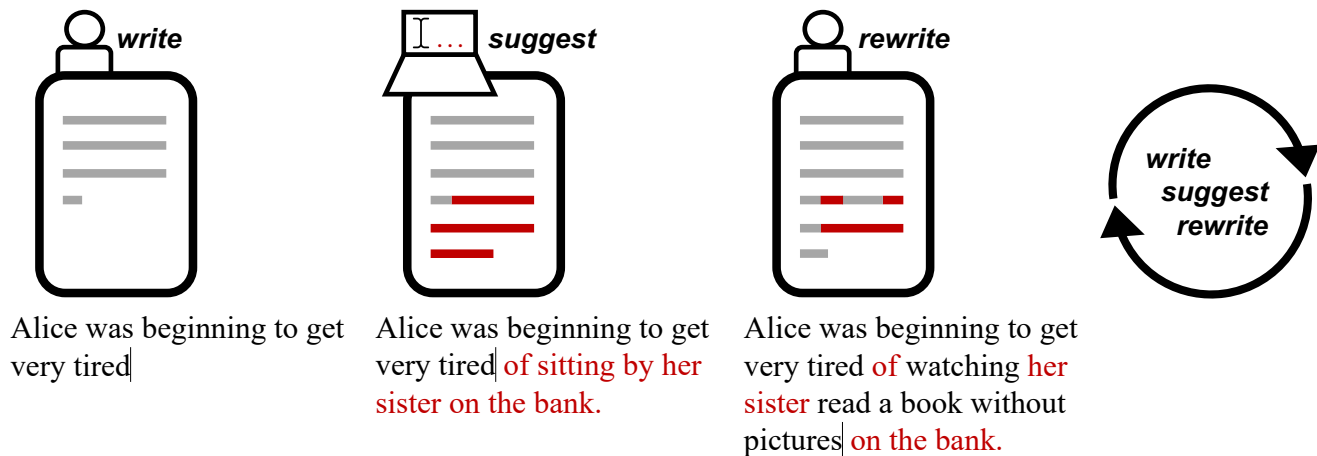 write
Alice was beginning to get
very tired
suggest
...
Alice was beginning to get
very tired of sitting by her
sister on the bank.
rewrite
Alice was beginning to get
very tired of watching her
sister read a book without
pictures on the bank.
write
suggest
rewrite